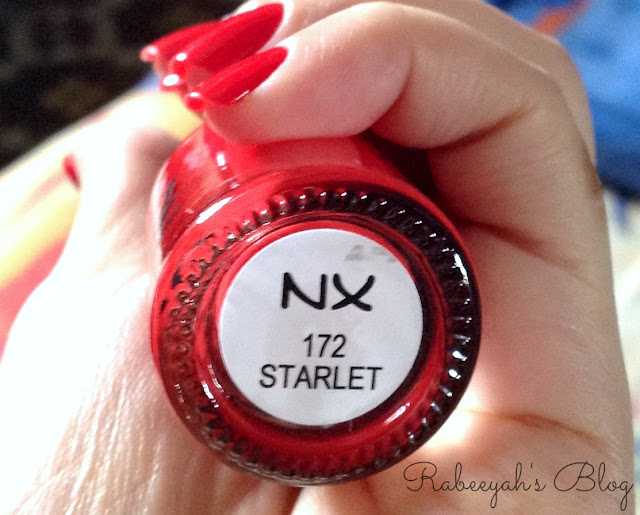 NX
172
STARLET
Rabeeyah's Blog